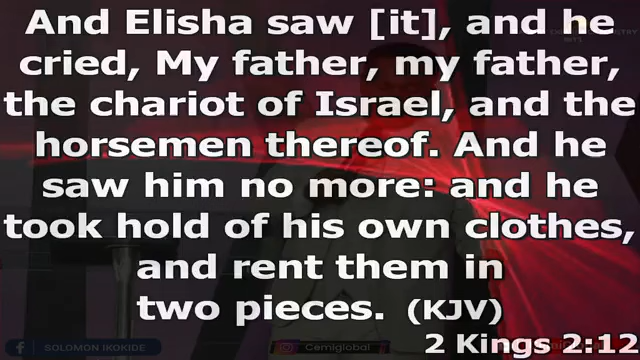 And Elisha saw [it], and he
cried, My father, my father,
the chariot of Israel, and the
horsemen thereof. And he
saw him no more: and he
took hold of his own clothes,
and rent them in
two pieces. (KJV)
2 Kings 2:12
SOLOMON IKOKIDE
Cemiglobal